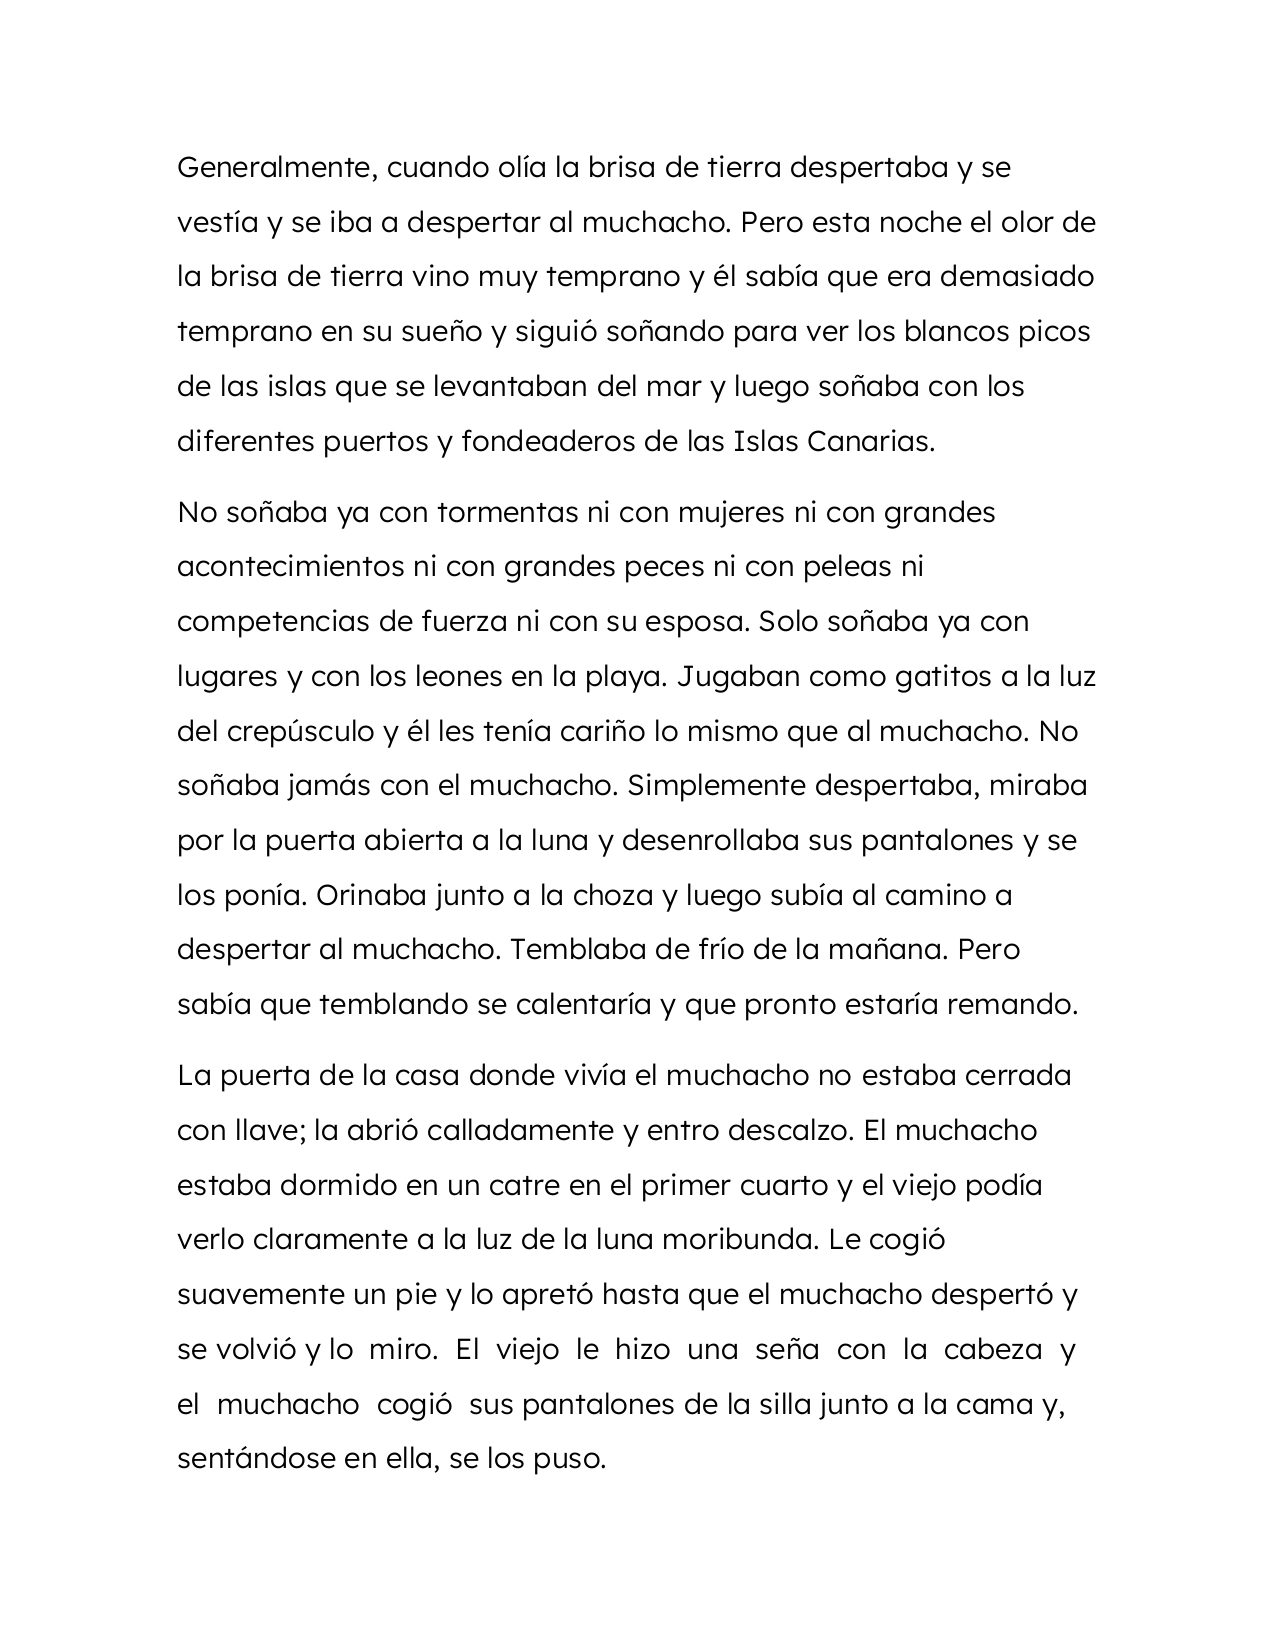 Generalmente, cuando olía la brisa de tierra despertaba y se
vestía y se iba a despertar al muchacho. Pero esta noche el olor de
la brisa de tierra vino muy temprano y él sabía que era demasiado
temprano en su sueño y siguió soñando para ver los blancos picos
de las islas que se levantaban del mar y luego soñaba con los
diferentes puertos y fondeaderos de las Islas Canarias.
No soñaba ya con tormentas ni con mujeres ni con grandes
acontecimientos ni con grandes peces ni con peleas ni
competencias de fuerza ni con su esposa. Solo soñaba ya con
lugares y con los leones en la playa. Jugaban como gatitos a la luz
del crepúsculo y él les tenía cariño lo mismo que al muchacho. No
soñaba jamás con el muchacho. Simplemente despertaba, miraba
por la puerta abierta a la luna y desenrollaba sus pantalones y se
los ponía. Orinaba junto a la choza y luego subía al camino a
despertar al muchacho. Temblaba de frío de la mañana. Pero
sabía que temblando se calentaría y que pronto estaría remando.
La puerta de la casa donde vivía el muchacho no estaba cerrada
con llave; la abrió calladamente y entro descalzo. El muchacho
estaba dormido en un catre en el primer cuarto y el viejo podía
verlo claramente a la luz de la luna moribunda. Le cogió
suavemente un pie y lo apretó hasta que el muchacho despertó y
se volvió y lo miro. El viejo le hizo una seña con la cabeza y
el muchacho cogió sus pantalones de la silla junto a la cama y,
sentándose en ella, se los puso.